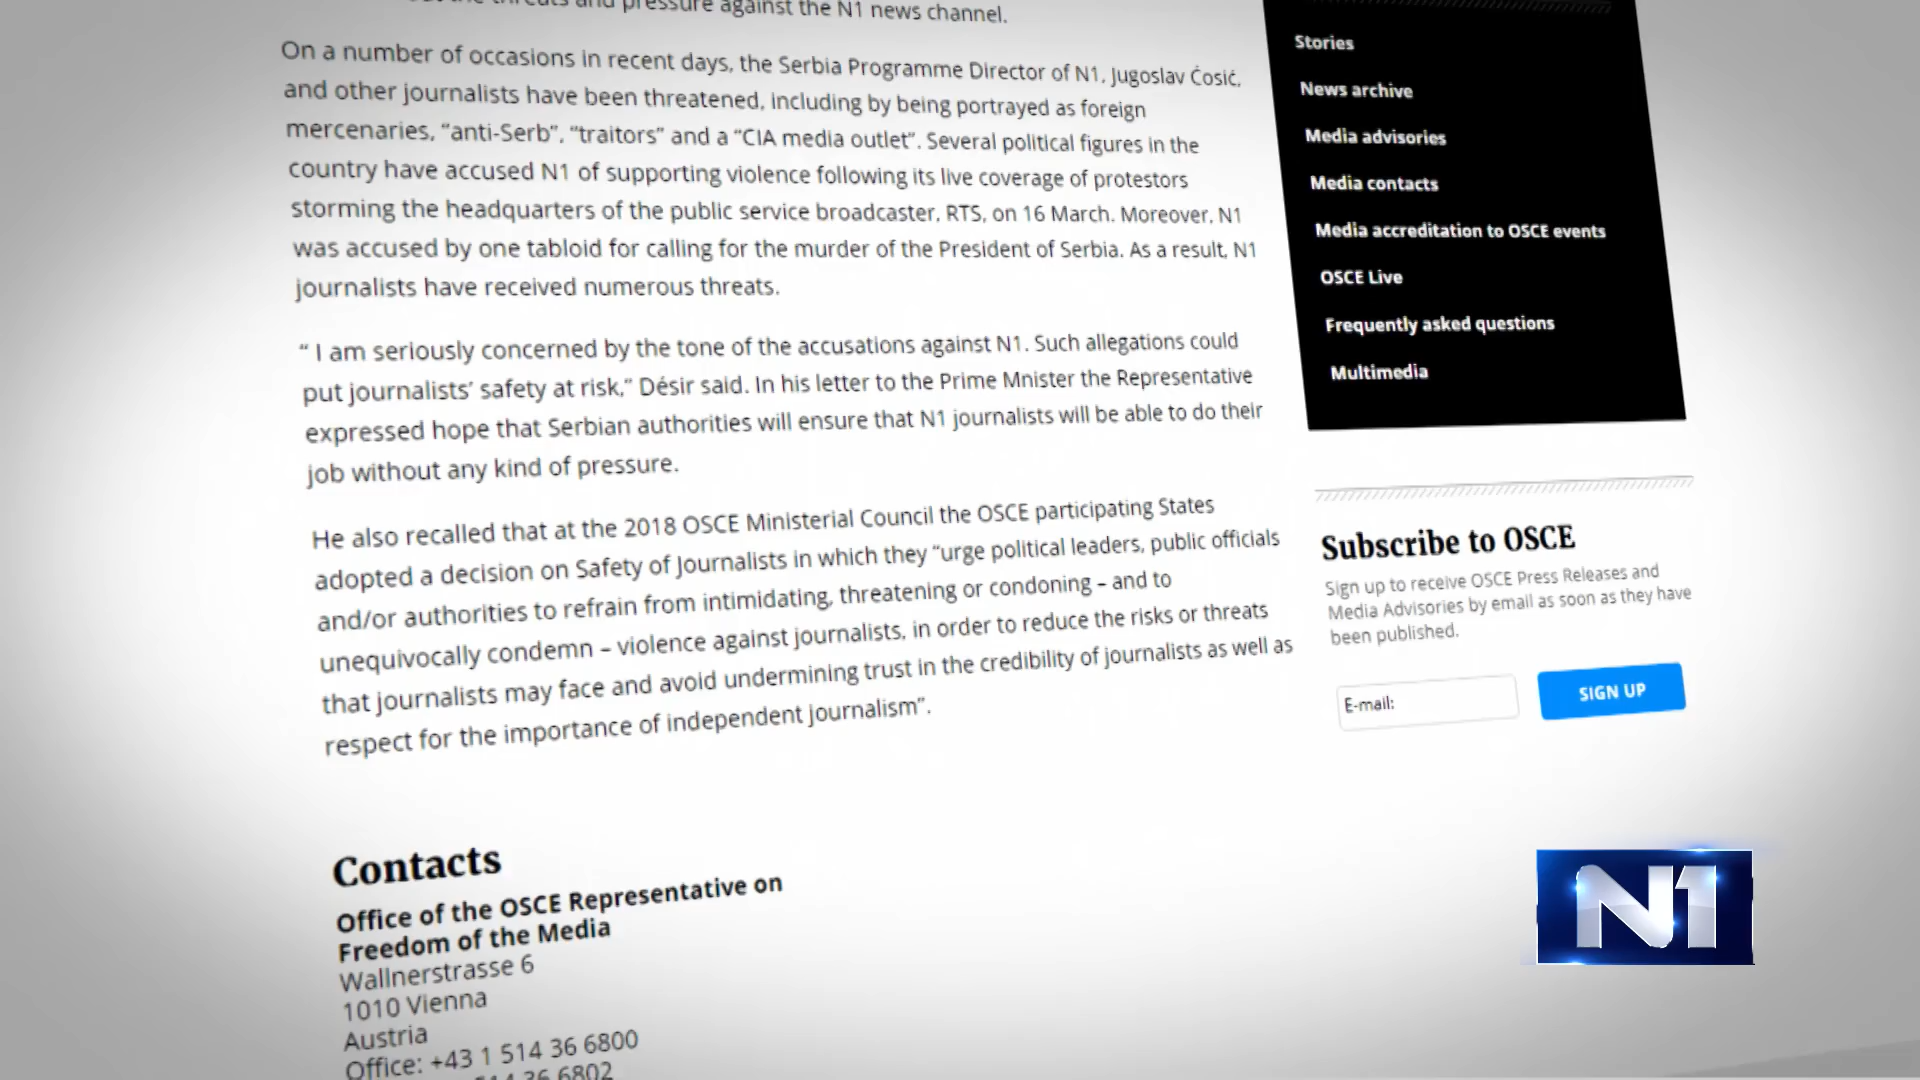 and pressure against the N1 news channel.
On a number of occasions in recent days, the Serbia Programme Director of N1, Jugoslav Ćosić,
and other journalists have been threatened, including by being portrayed as foreign
mercenaries, “anti-Serb”, “traitors” and a “CIA media outlet”. Several political figures in the
country have accused N1 of supporting violence following its live coverage of protestors
storming the headquarters of the public service broadcaster, RTS, on 16 March. Moreover, N1
was accused by one tabloid for calling for the murder of the President of Serbia. As a result, N1
journalists have received numerous threats.
“ I am seriously concerned by the tone of the accusations against N1. Such allegations could
put journalists’ safety at risk,” Désir said. In his letter to the Prime Mnister the Representative
expressed hope that Serbian authorities will ensure that N1 journalists will be able to do their
job without any kind of pressure.
He also recalled that at the 2018 OSCE Ministerial Council the OSCE participating States
adopted a decision on Safety of Journalists in which they “urge political leaders, public officials
and/or authorities to refrain from intimidating, threatening or condoning – and to
unequivocally condemn – violence against journalists, in order to reduce the risks or threats
that journalists may face and avoid undermining trust in the credibility of journalists as well as
respect for the importance of independent journalism”.
Contacts
Office of the OSCE Representative on
Freedom of the Media
Wallnerstrasse 6
1010 Vienna
Austria
Office: +43 1 514 36 6800
514 36 6802
Stories
News archive
Media advisories
Media contacts
Media accreditation to OSCE events
OSCE Live
Frequently asked questions
Multimedia
Subscribe to OSCE
Sign up to receive OSCE Press Releases and
Media Advisories by email as soon as they have
been published.
E-mail:
SIGN UP
N1